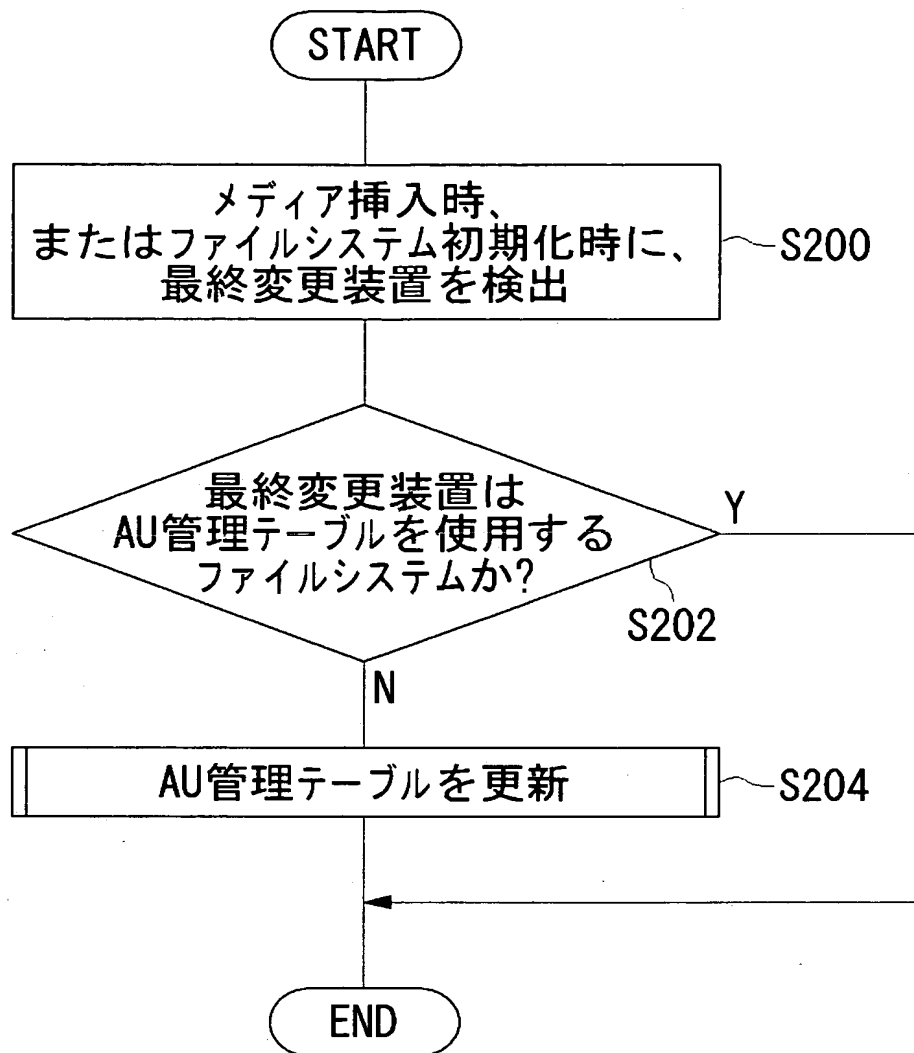 START
メディア挿入時、
またはファイルシステム初期化時に、
最終変更装置を検出
S200
最終変更装置は
AU管理テーブルを使用する
ファイルシステムか?
Y
S202
N
AU管理テーブルを更新
S204
END